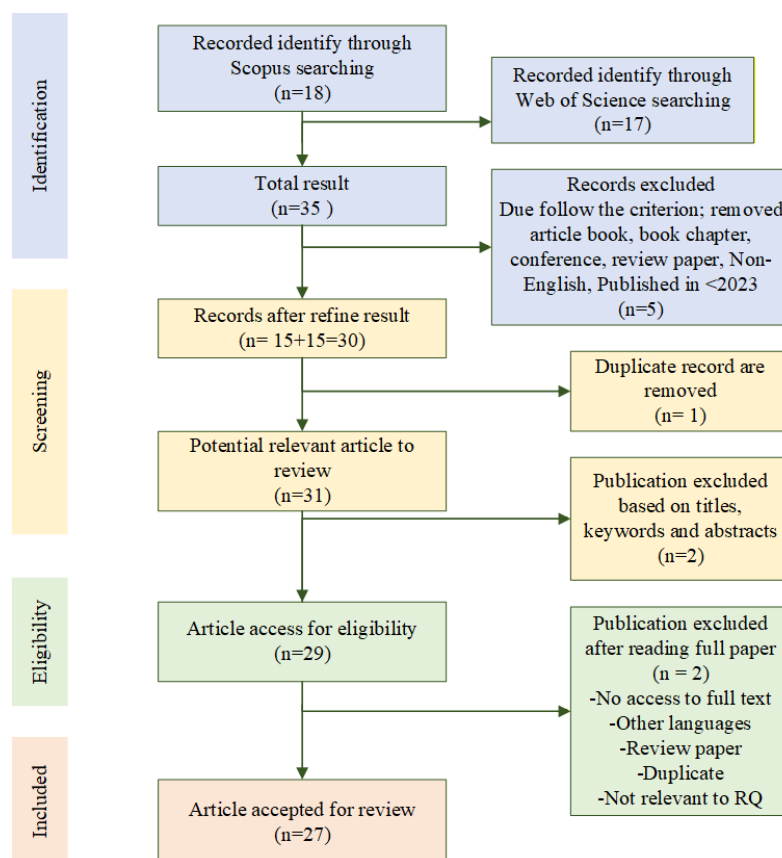 Identification
Recorded identify through
Scopus searching
(n=18)
Recorded identify through
Web of Science searching
(n=17)
Total result
(n=35 )
Records excluded
Due follow the criterion; removed
article book, book chapter,
conference, review paper, Non-
English, Published in <2023
(n=5)
Screening
Records after refine result
(n= 15+15=30)
Duplicate record are
removed
(n= 1)
Potential relevant article to
review
(n=31)
Publication excluded
based on titles,
keywords and abstracts
(n=2)
Eligibility
Article access for eligibility
(n=29)
Publication excluded
after reading full paper
(n = 2)
-No access to full text
-Other languages
-Review paper
-Duplicate
-Not relevant to RQ
Included
Article accepted for review
(n=27)